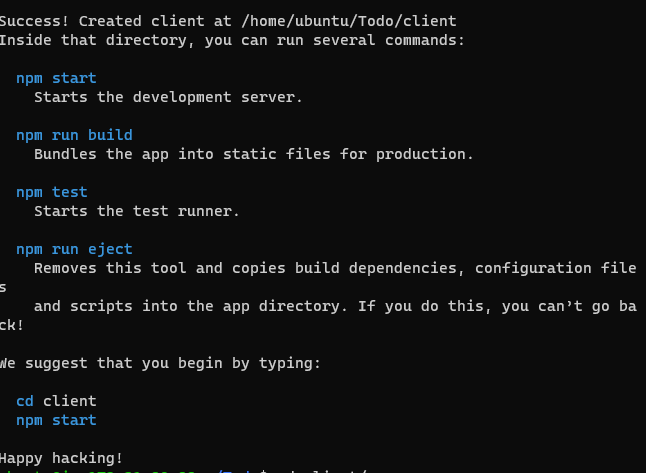 Success! Created client at /home/ubuntu/Todo/client
Inside that directory, you can run several commands:
npm start
Starts the development server.
npm run build
Bundles the app into static files for production.
npm test
Starts the test runner.
npm run eject
Removes this tool and copies build dependencies, configuration file
s
and scripts into the app directory. If you do this, you can’t go ba
ck!
We suggest that you begin by typing:
cd client
npm start
Happy hacking!